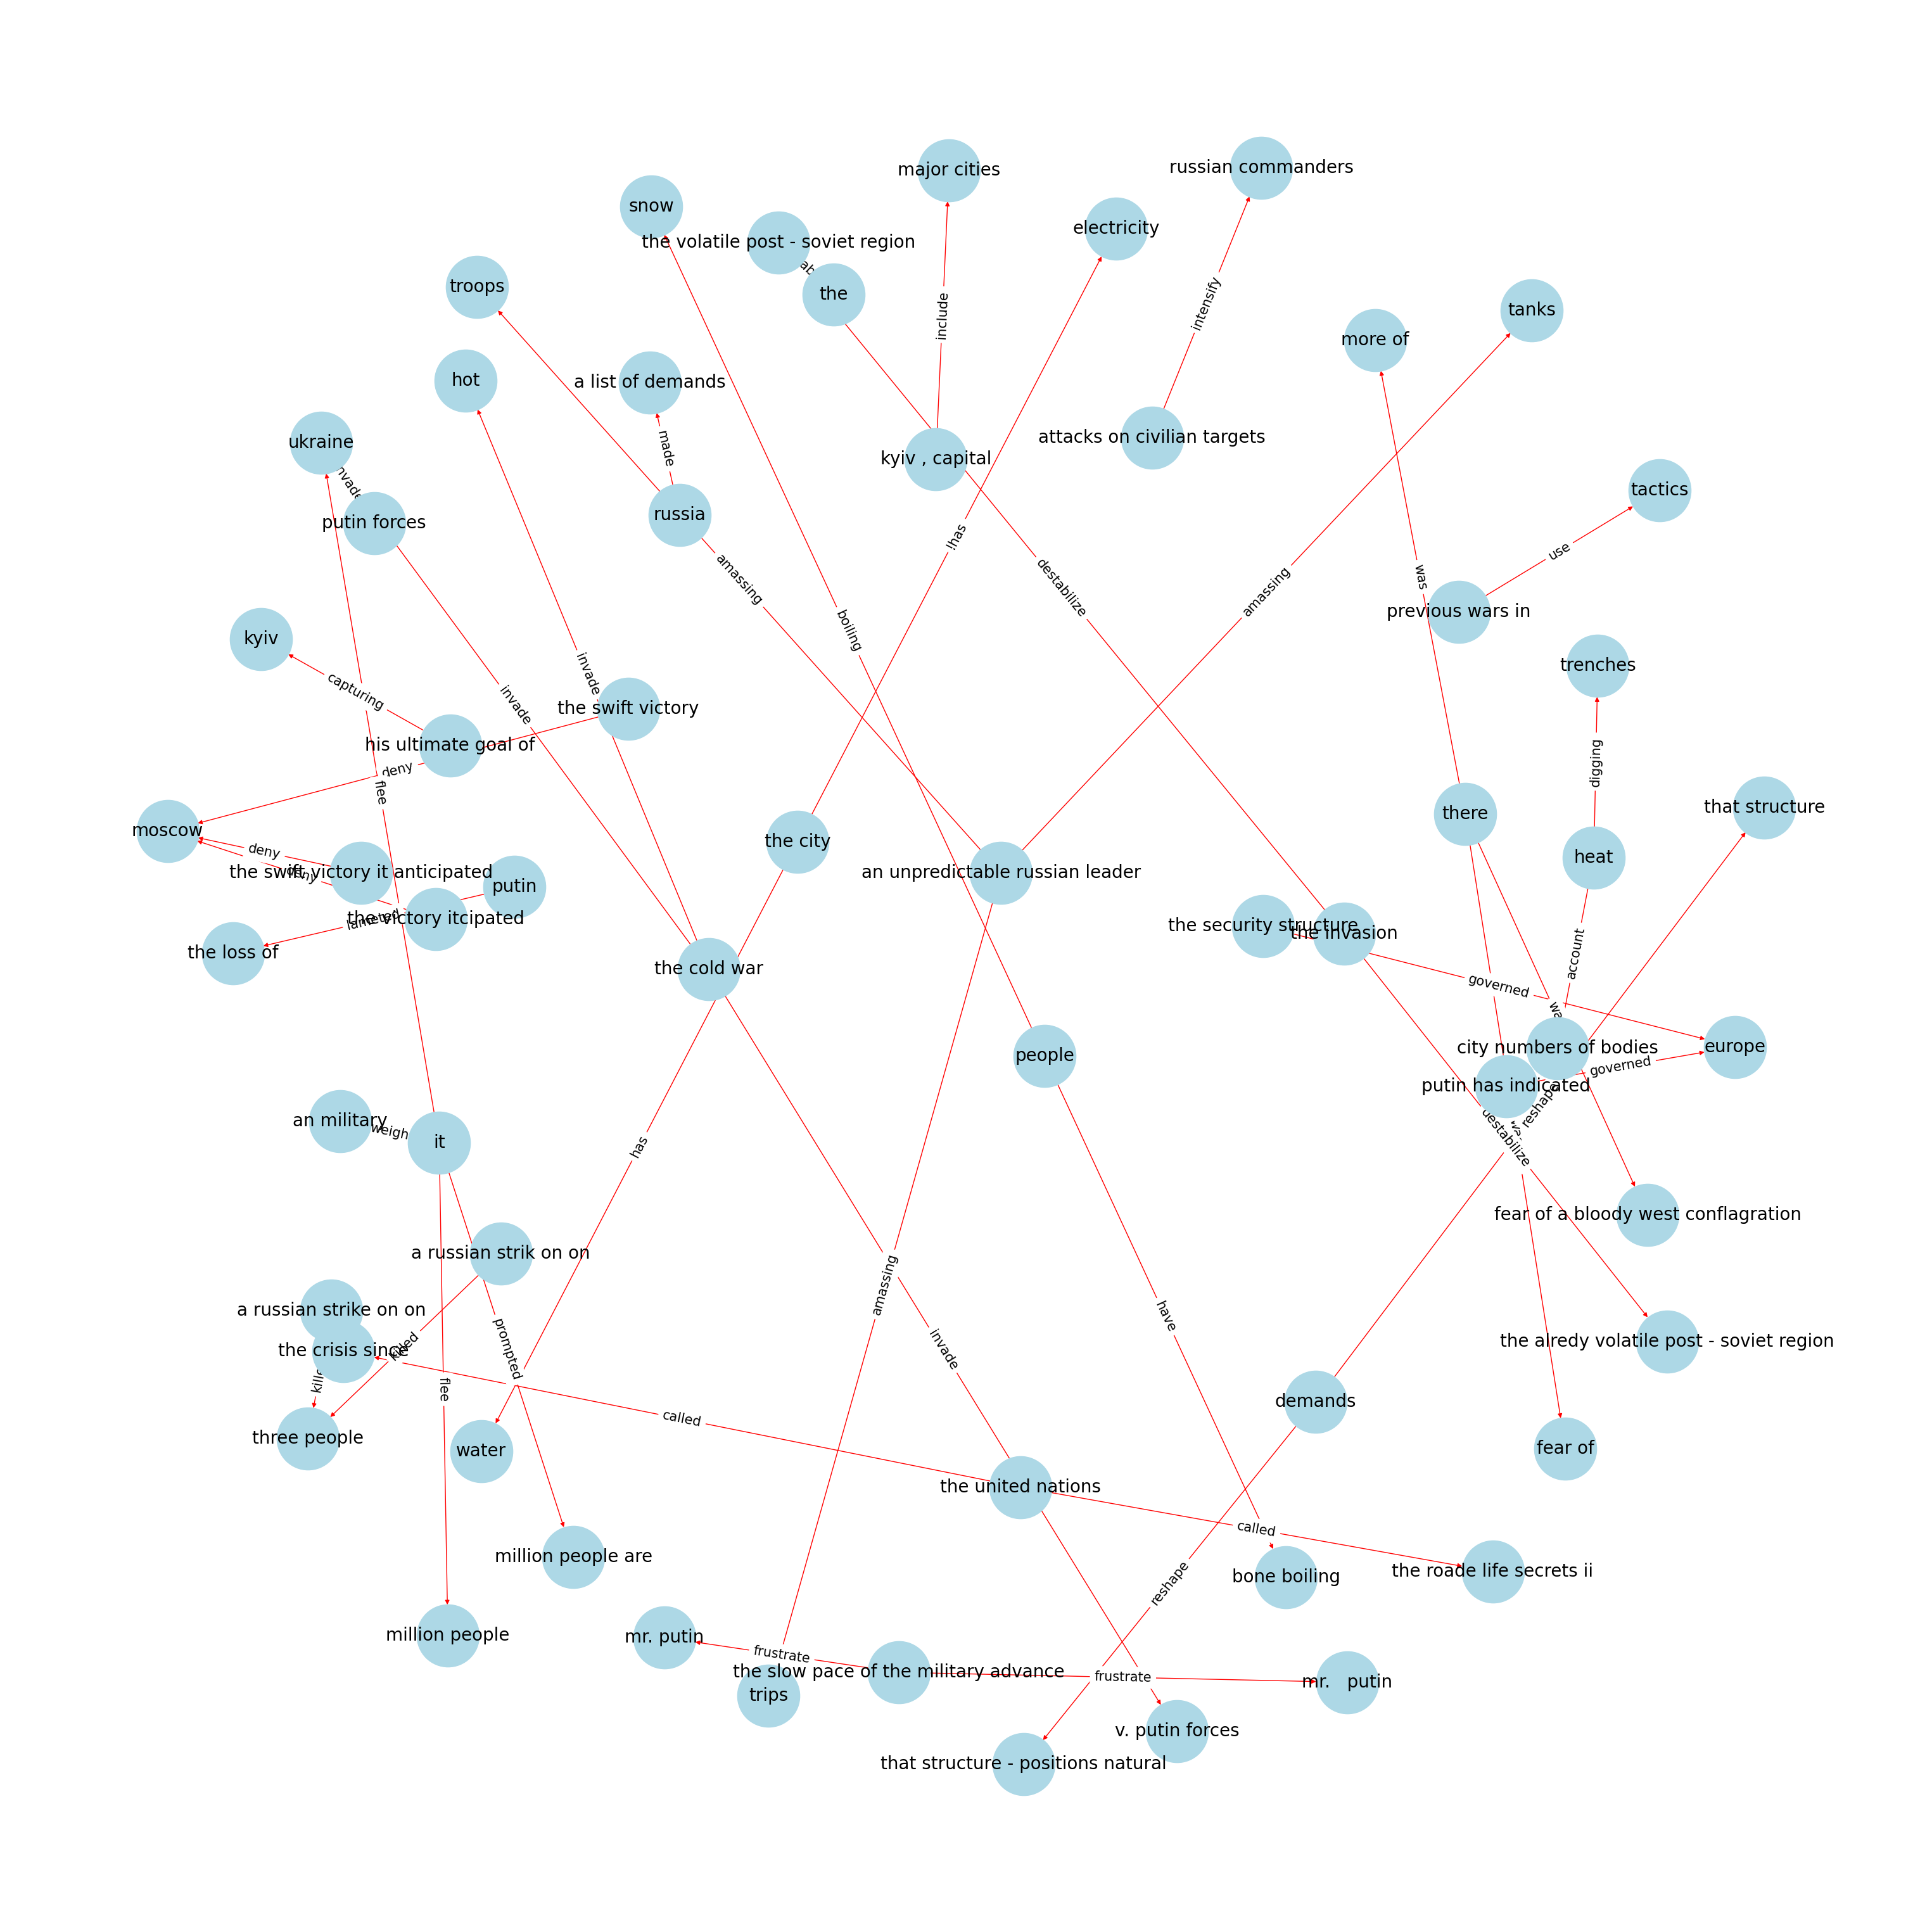 major cities
russian commanders
snow
electricity
the volatile post - soviet region
troops
the
include
intensify
tanks
more of
hot
a list of demands
attacks on civilian targets
ukraine
made
kyiv , capital
tactics
putin forces
russia
!has
use
was
amassing
destabilize
amassing
previous wars in
boiling
kyiv
trenches
invade
capturing
invade
the swift victory
his ultimate goal of
digging
deny
flee
that structure
there
moscow
the city
deny
heat
the swift victory it anticipated
an unpredictable russian leader
putin
the victory itcipated
the security structure
the invasion
account
the loss of
the cold war
governed
people
city numbers of bodies
europe
governed
putin has indicated
reshape
an military
weigh
it
destabilize
has
fear of a bloody west conflagration
a russian strik on on
amassing
a russian strike on on
have
prompted
killed
invade
the crisis since
the alredy volatile post - soviet region
flee
demands
called
three people
water
fear of
the united nations
called
million people are
the roade life secrets ii
bone boiling
reshape
million people
mr. putin
frustrate
the slow pace of the military advance
frustrate
mr.   putin
trips
v. putin forces
that structure - positions natural